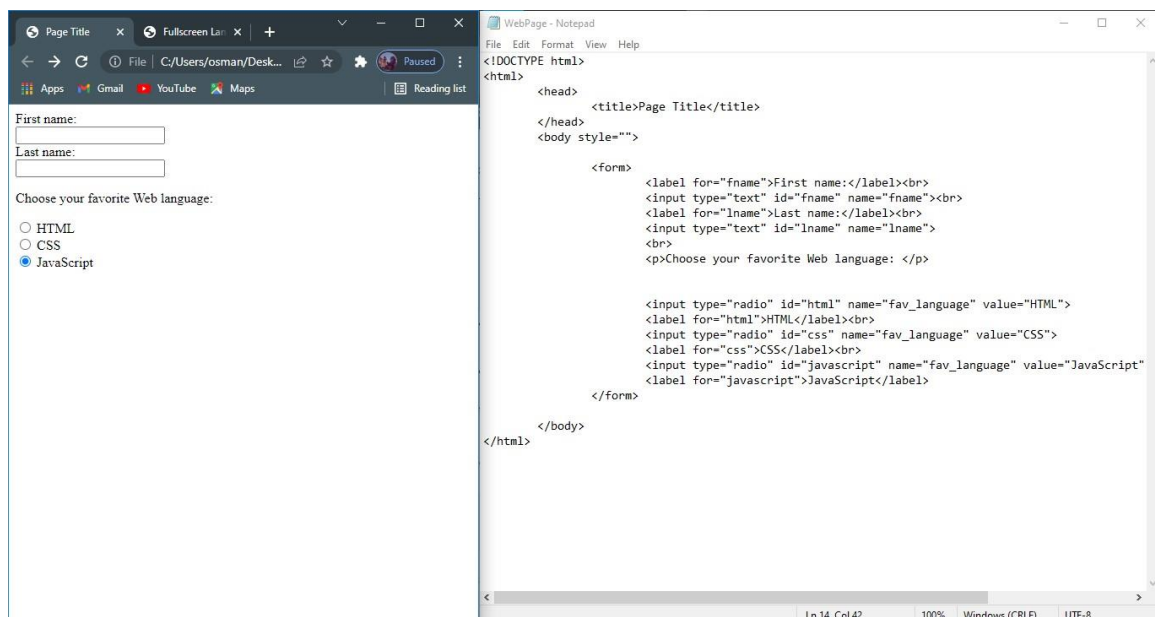 Page Title
Fullscreen Lan
File C:/Users/osman/Desk... Paused
Apps Gmail YouTube Maps Reading list
First name:
Last name:
Choose your favorite Web language:
HTML
CSS
JavaScript
WebPage - Notepad
File Edit Format View Help
<!DOCTYPE html>
<html>
<head>
<title>Page Title</title>
</head>
<body style="">
<form>
<label for="fname">First name:</label><br>
<input type="text" id="fname" name="fname"><br>
<label for="lname">Last name:</label><br>
<input type="text" id="lname" name="lname">
<br>
<p>Choose your favorite Web language: </p>
<input type="radio" id="html" name="fav_language" value="HTML">
<label for="html">HTML</label><br>
<input type="radio" id="css" name="fav_language" value="CSS">
<label for="css">CSS</label><br>
<input type="radio" id="javascript" name="fav_language" value="JavaScript"
<label for="javascript">JavaScript</label>
</form>
</body>
</html>
Ln 14, Col 42 100% Windows (CRLF) UTF-8